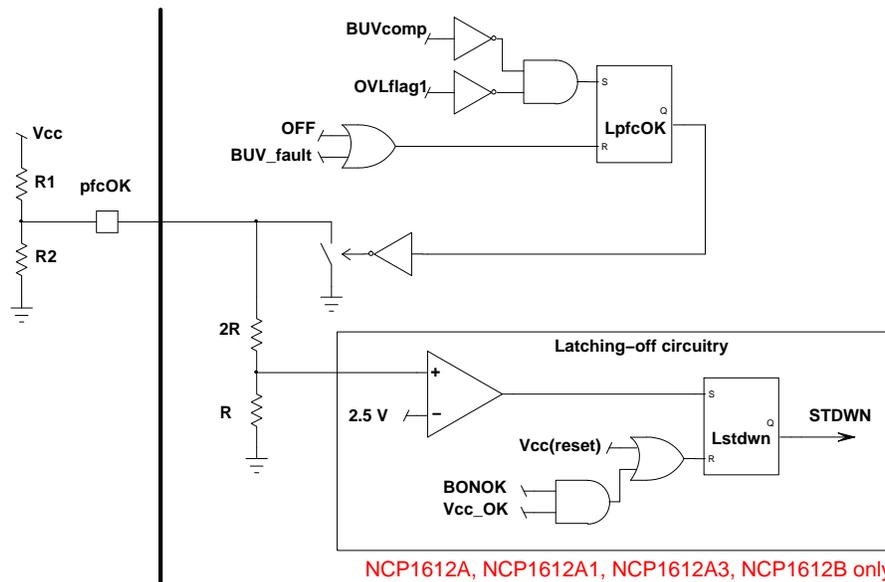 BUVcomp
OVLflag1
S
Q
LpfcOK
R
OFF
BUV_fault
Vcc
R1
pfcOK
R2
2R
R
Latching–off circuitry
+
2.5 V
–
S
Q
Lstdwn
R
STDWN
Vcc(reset)
BONOK
Vcc_OK
NCP1612A, NCP1612A1, NCP1612A3, NCP1612B only